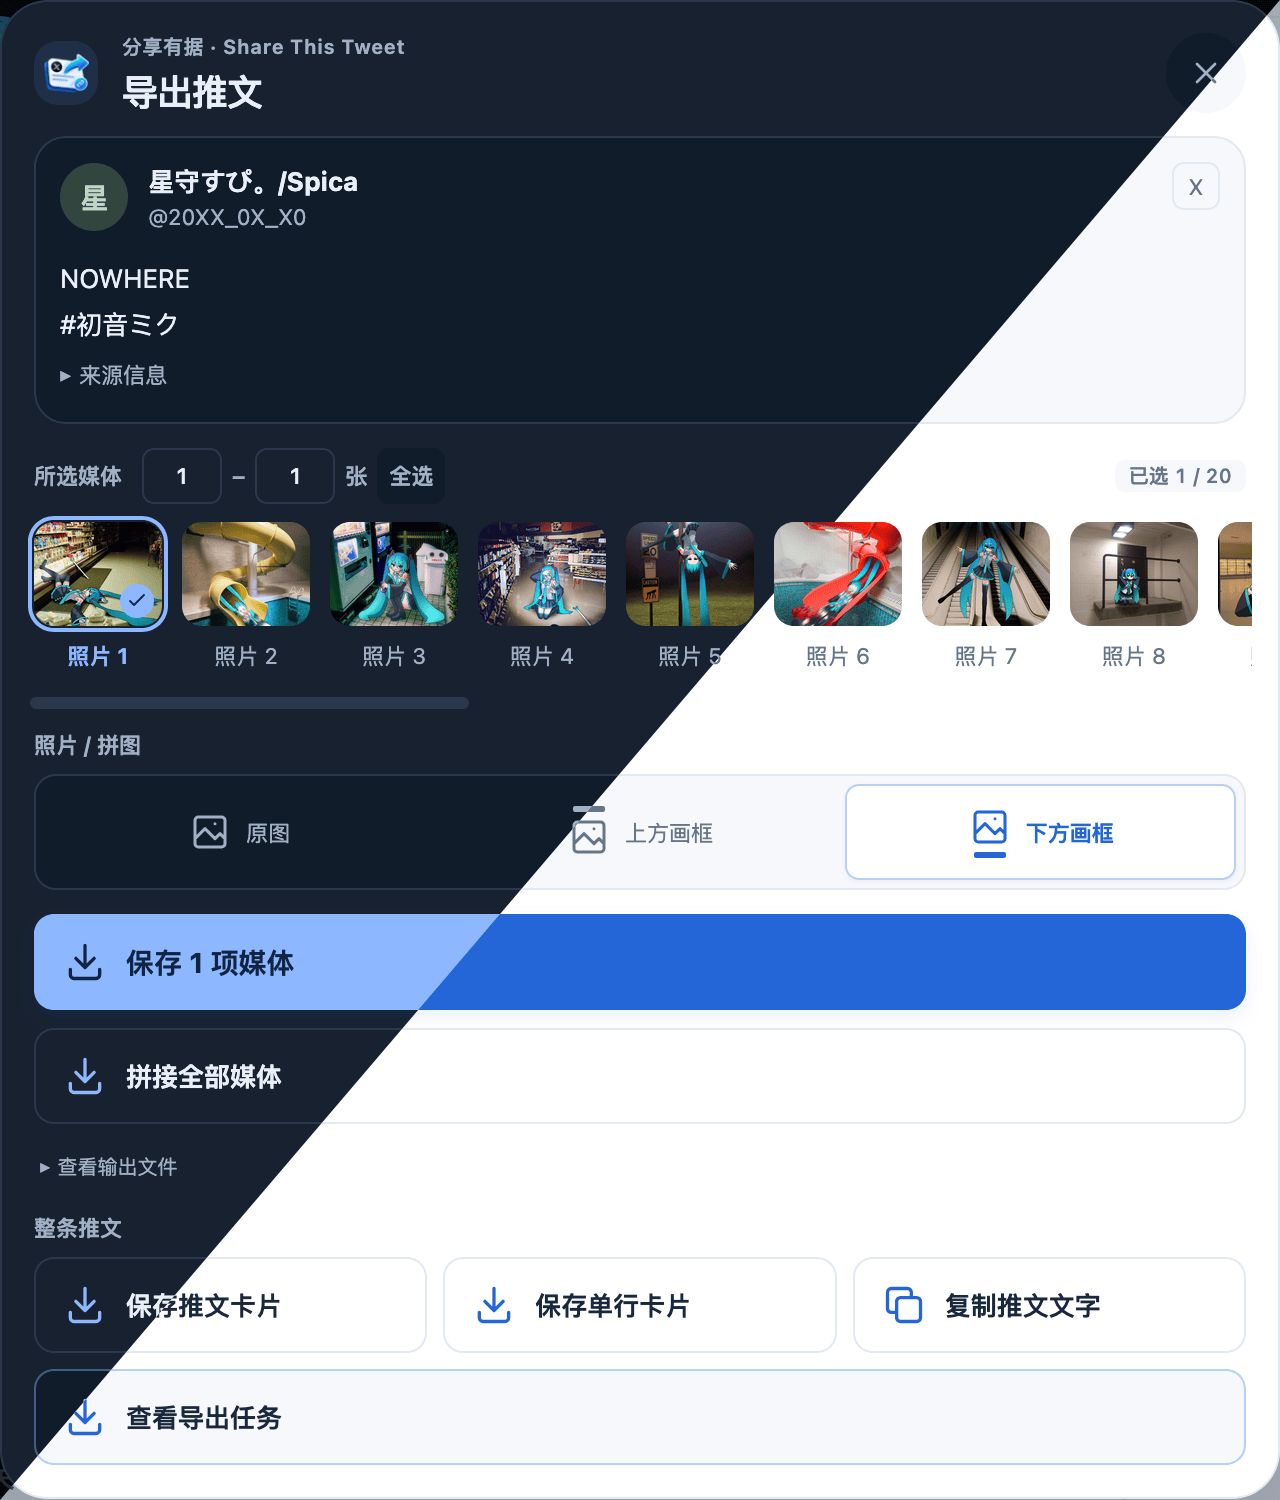 分享有据 · Share This Tweet
导出推文
星
星守すぴ。/Spica
X
@20XX_0X_X0
NOWHERE
#初音ミク
▸ 来源信息
所选媒体 1 – 1 张 全选 已选 1 / 20
照片 1 照片 2 照片 3 照片 4 照片 5 照片 6 照片 7 照片 8
照片 / 拼图
原图 上方画框 下方画框
保存 1 项媒体
拼接全部媒体
▸ 查看输出文件
整条推文
保存推文卡片 保存单行卡片 复制推文文字
查看导出任务